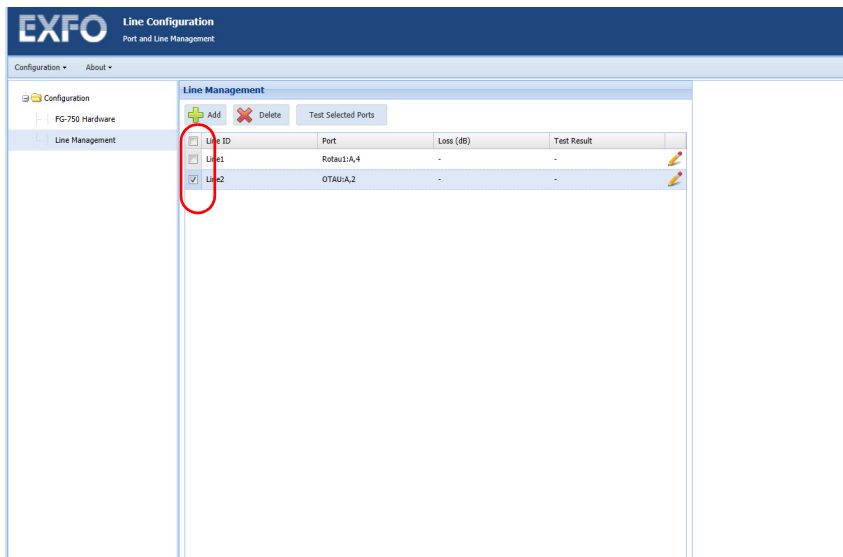 EXFO
Line Configuration
Port and Line Management
Configuration
About
Configuration
FG-750 Hardware
Line Management
Line Management
Add
Delete
Test Selected Ports
Line ID Port Loss (dB) Test Result
Line1 Rotau1:A,4 - -
Line2 OTAU:A,2 - -